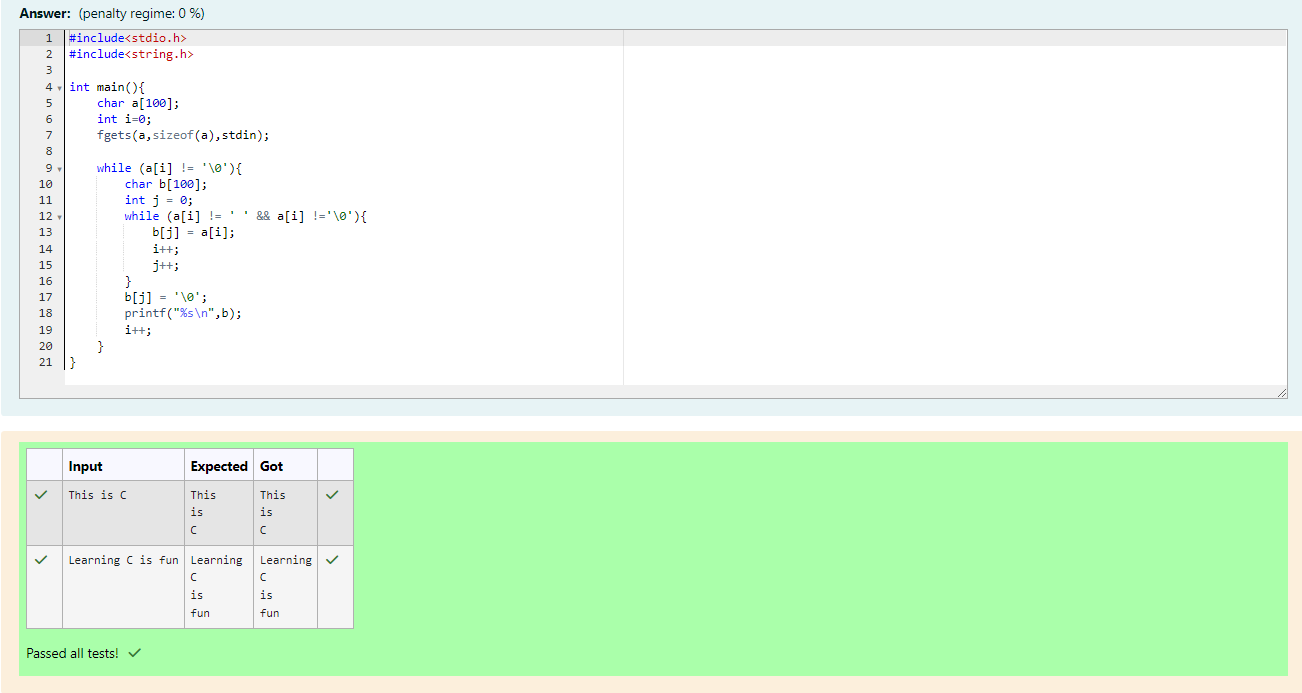 Answer: (penalty regime: 0 %)
1 #include<stdio.h>
2 #include<string.h>
3
4 int main(){
5     char a[100];
6     int i=0;
7     fgets(a,sizeof(a),stdin);
8
9     while (a[i] != '\0'){
10         char b[100];
11         int j = 0;
12         while (a[i] != ' ' && a[i] !='\0'){
13             b[j] = a[i];
14             i++;
15             j++;
16         }
17         b[j] = '\0';
18         printf("%s\n",b);
19         i++;
20     }
21 }
Input Expected Got
This is C This This
is is
C C
Learning C is fun Learning Learning
C C
is is
fun fun
Passed all tests!